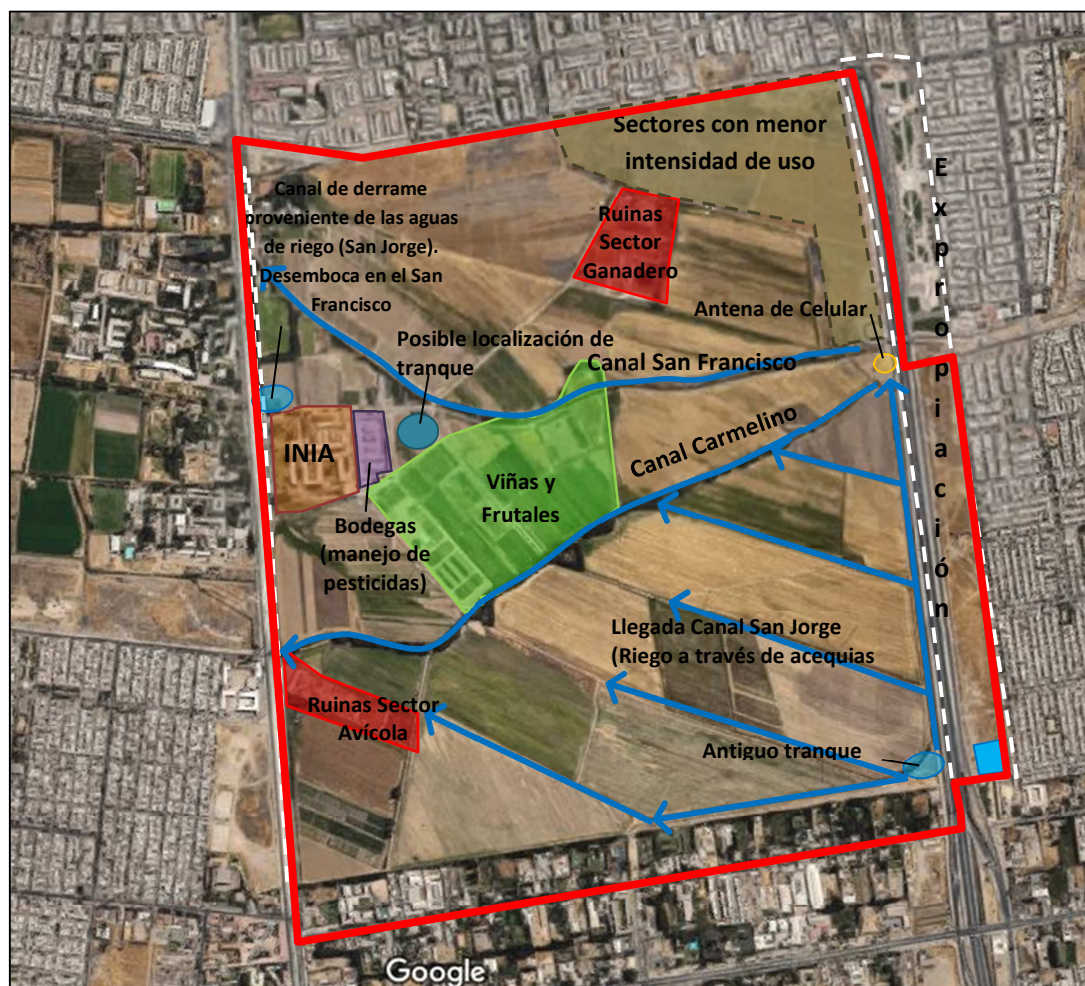 Sectores con menor
intensidad de uso
Expropiación
Canal de derrame
proveniente de las aguas
de riego (San Jorge).
Desemboca en el San
Francisco
Ruinas
Sector
Ganadero
Antena de Celular
Posible localización de
tranque
Canal San Francisco
Canal Carmelino
INIA
Viñas y
Frutales
Bodegas
(manejo de
pesticidas)
Llegada Canal San Jorge
(Riego a través de acequias
Ruinas Sector
Avícola
Antiguo tranque
Google